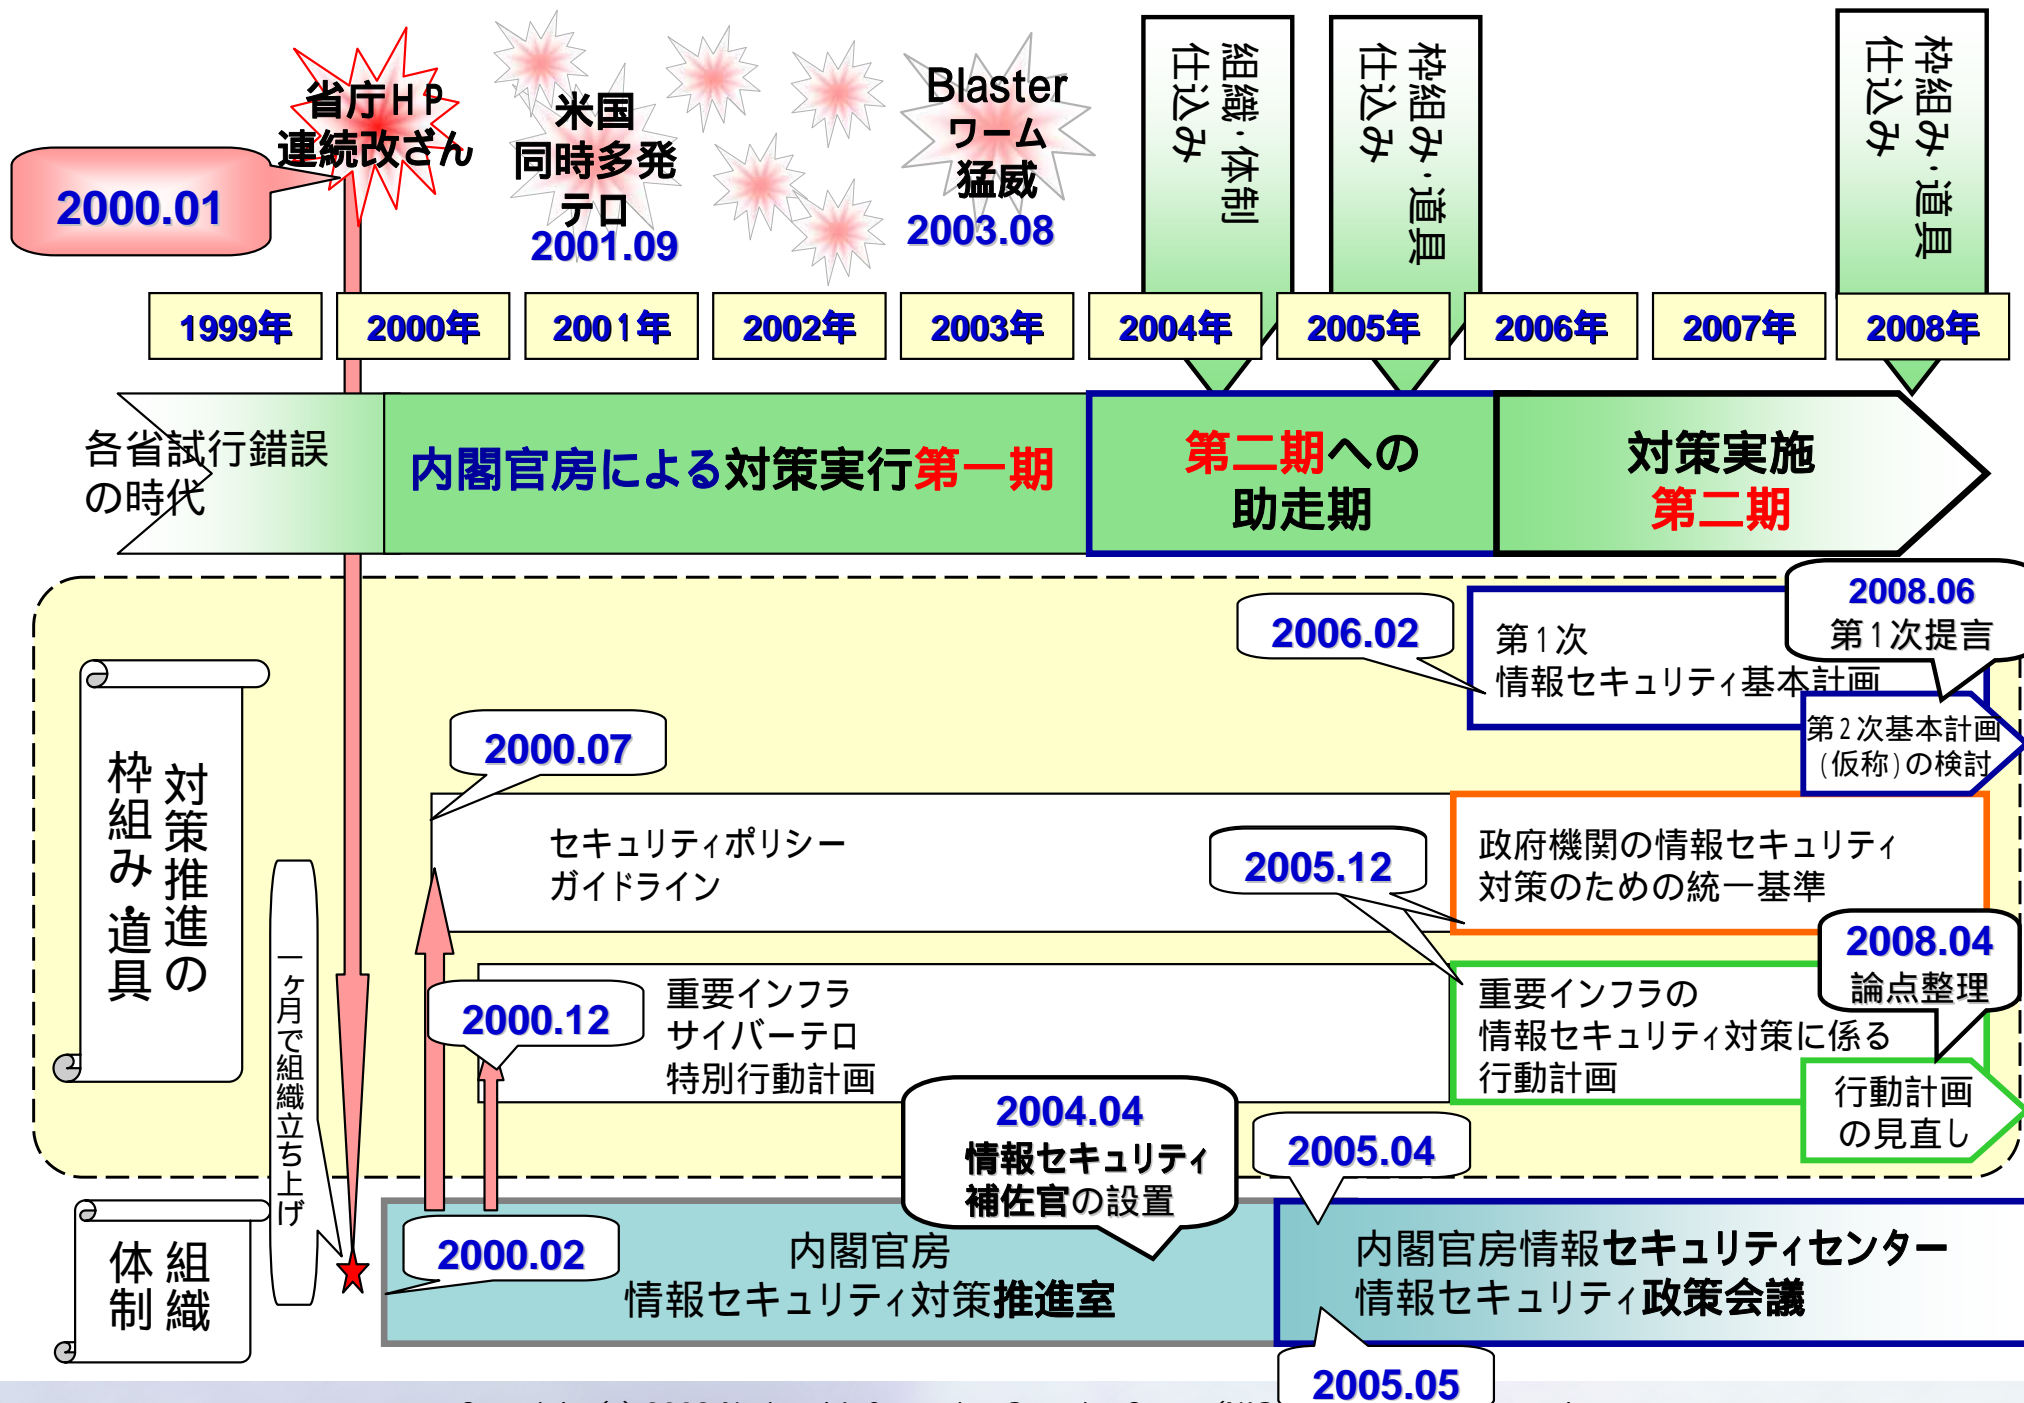 省庁ＨＰ
連続改ざん
2000.01
米国
同時多発
テロ
2001.09
Blaster
ワーム
猛威
2003.08
組織・体制
仕込み
枠組み・道具
仕込み
枠組み・道具
仕込み
1999年
2000年
2001年
2002年
2003年
2004年
2005年
2006年
2007年
2008年
各省試行錯誤
の時代
内閣官房による対策実行第一期
第二期への
助走期
対策実施
第二期
対策推進の
枠組み・道具
2006.02
第1次
情報セキュリティ基本計画
2008.06
第1次提言
第2次基本計画
(仮称)の検討
2000.07
セキュリティポリシー
ガイドライン
2005.12
政府機関の情報セキュリティ
対策のための統一基準
2000.12
重要インフラ
サイバーテロ
特別行動計画
重要インフラの
情報セキュリティ対策に係る
行動計画
2008.04
論点整理
行動計画
の見直し
一ヶ月で組織立ち上げ
組織
体制
2000.02
内閣官房
情報セキュリティ対策推進室
2004.04
情報セキュリティ
補佐官の設置
2005.04
内閣官房情報セキュリティセンター
情報セキュリティ政策会議
2005.05